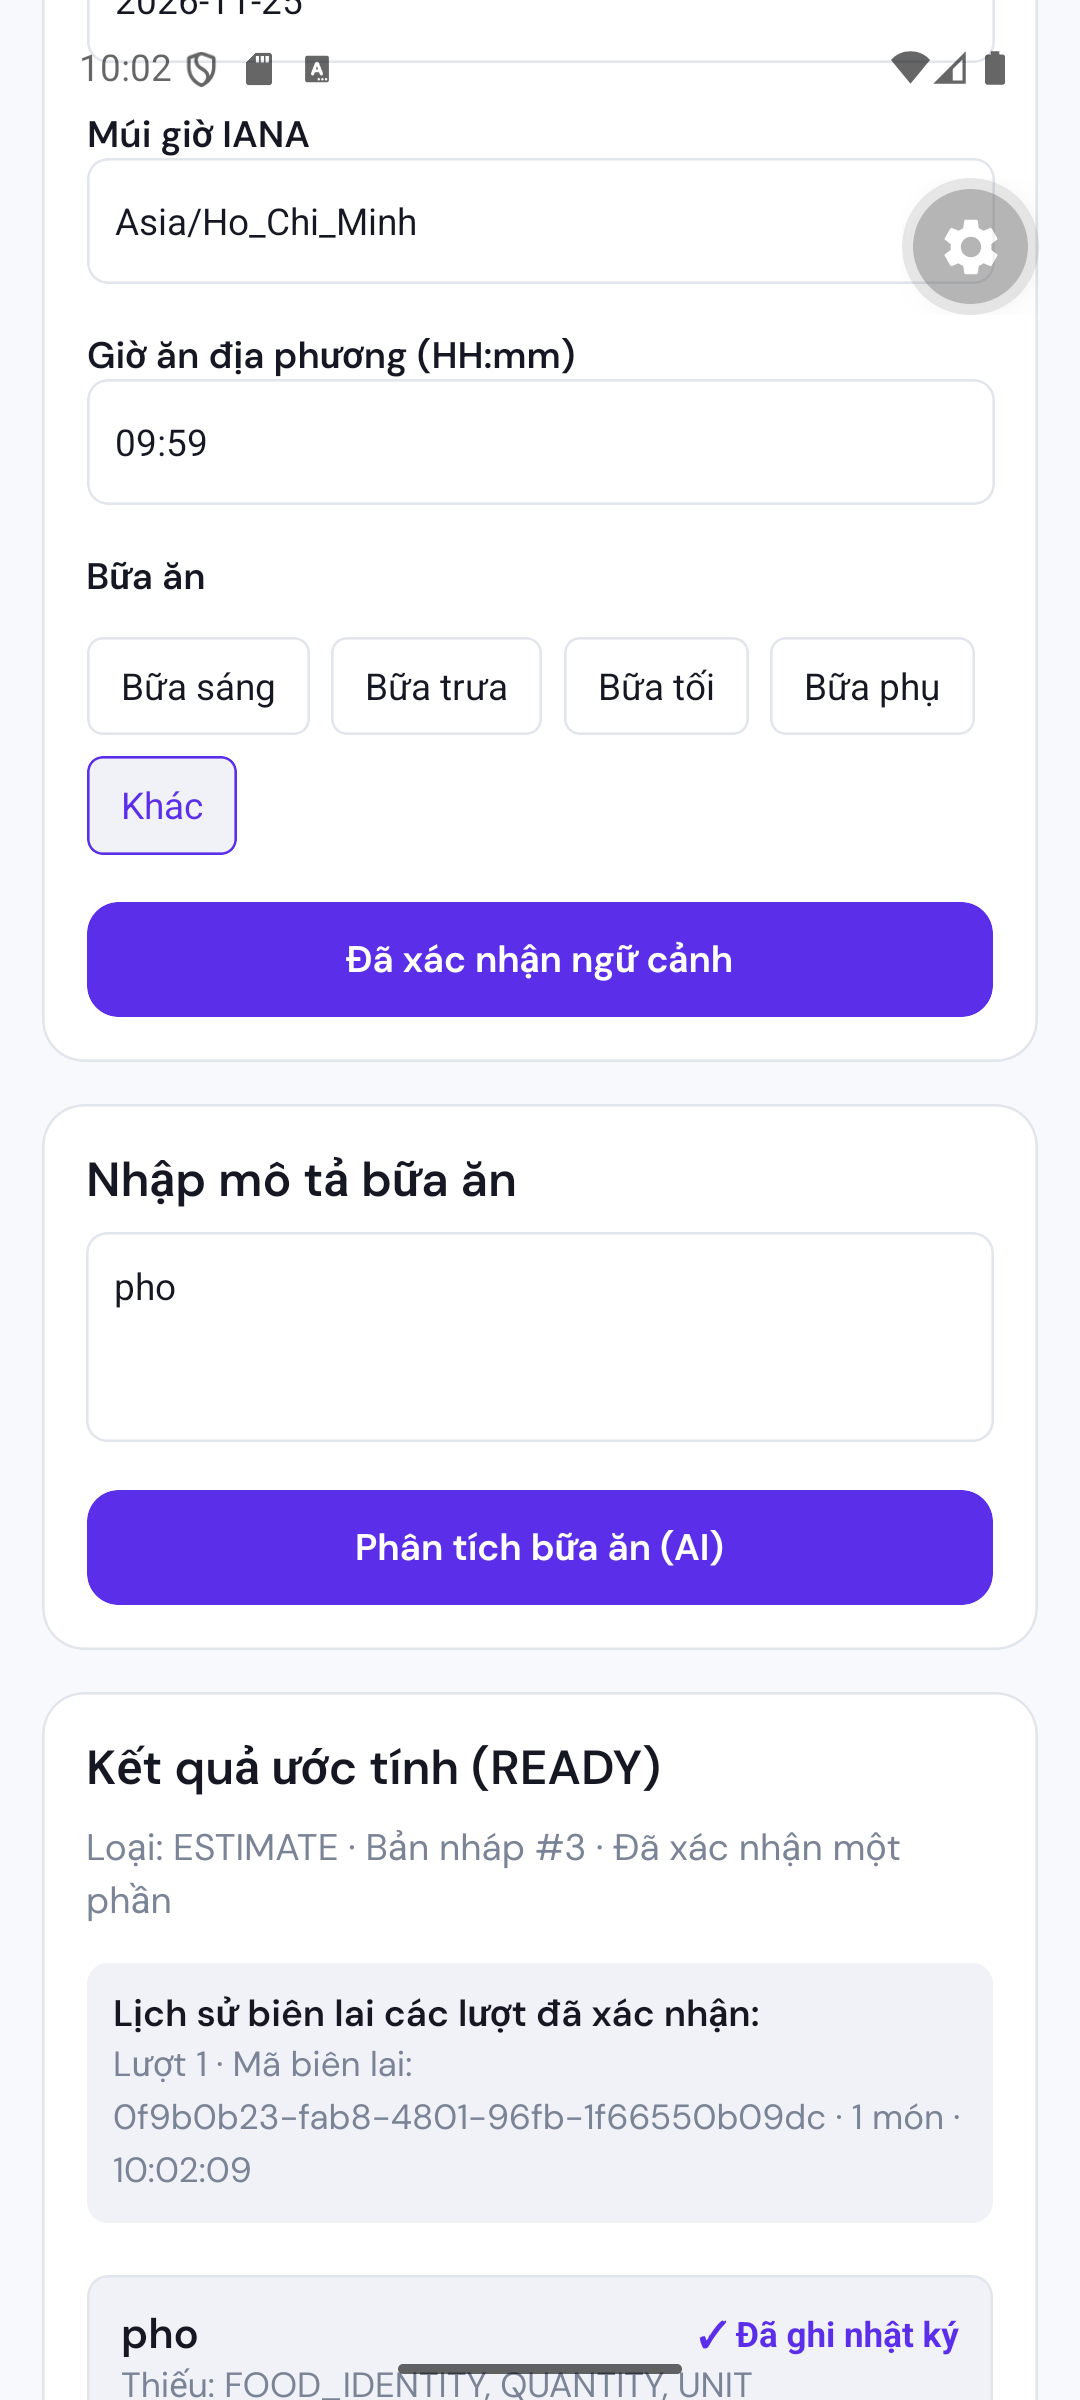 2026-11-25
10:02
Múi giờ IANA
Asia/Ho_Chi_Minh
Giờ ăn địa phương (HH:mm)
09:59
Bữa ăn
Bữa sáng
Bữa trưa
Bữa tối
Bữa phụ
Khác
Đã xác nhận ngữ cảnh
Nhập mô tả bữa ăn
pho
Phân tích bữa ăn (AI)
Kết quả ước tính (READY)
Loại: ESTIMATE · Bản nháp #3 · Đã xác nhận một
phần
Lịch sử biên lai các lượt đã xác nhận:
Lượt 1 · Mã biên lai:
0f9b0b23-fab8-4801-96fb-1f66550b09dc · 1 món ·
10:02:09
pho
✓ Đã ghi nhật ký
Thiếu: FOOD_IDENTITY, QUANTITY, UNIT